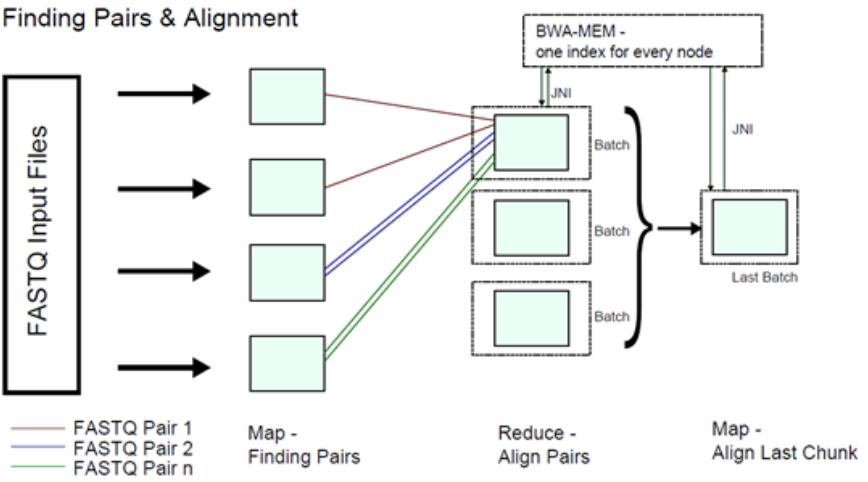 Finding Pairs & Alignment
BWA-MEM -
one index for every node
JNI
JNI
FASTQ Input Files
Batch
Batch
Batch
Last Batch
FASTQ Pair 1
FASTQ Pair 2
FASTQ Pair n
Map -
Finding Pairs
Reduce -
Align Pairs
Map -
Align Last Chunk